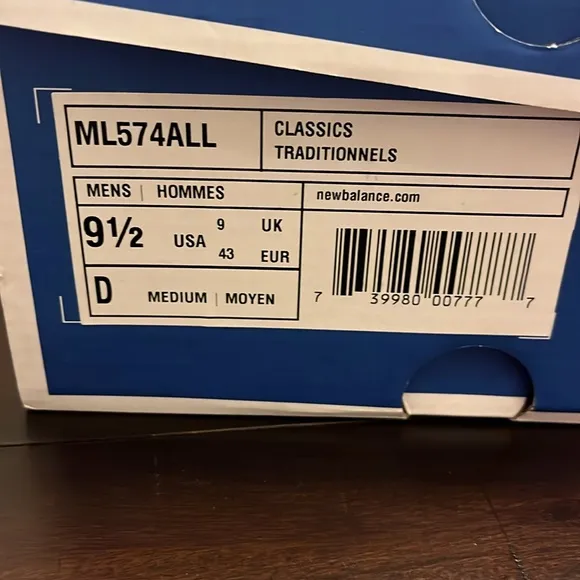 ML574ALL
CLASSICS
TRADITIONNELS
MENS | HOMMES
newbalance.com
9½ USA
9 UK
43 EUR
D MEDIUM | MOYEN
7 39980 00777 7